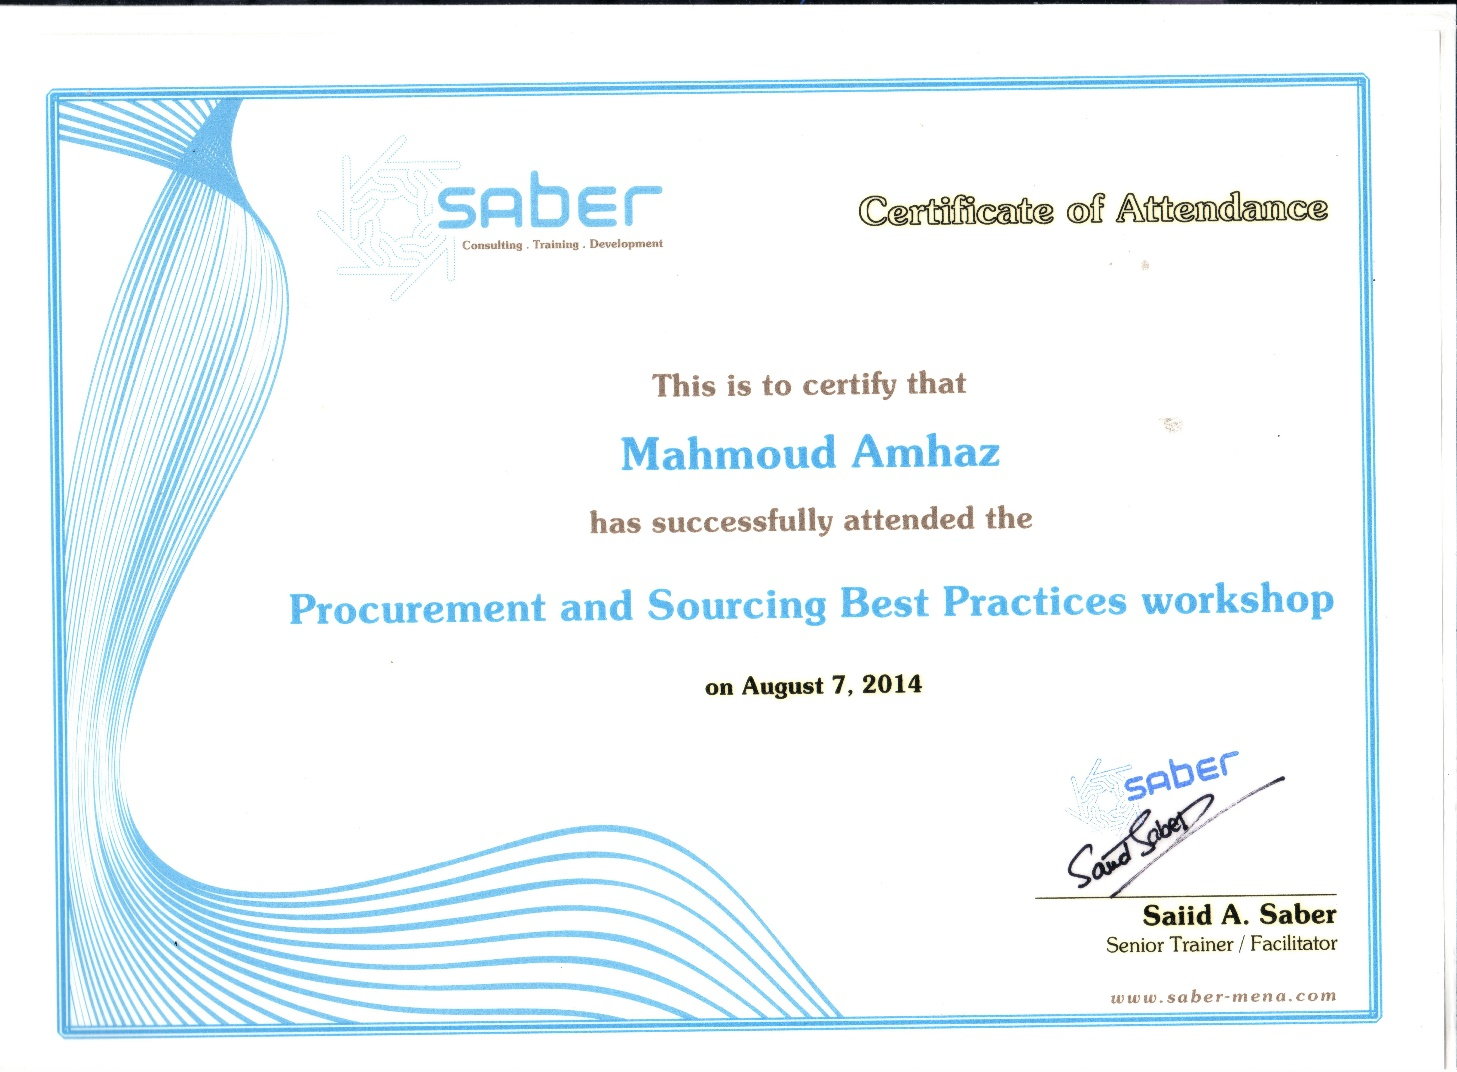 saber
Consulting . Training . Development
Certificate of Attendance
This is to certify that
Mahmoud Amhaz
has successfully attended the
Procurement and Sourcing Best Practices workshop
on August 7, 2014
saber
Saiid Saber
Saiid A. Saber
Senior Trainer / Facilitator
www.saber-mena.com